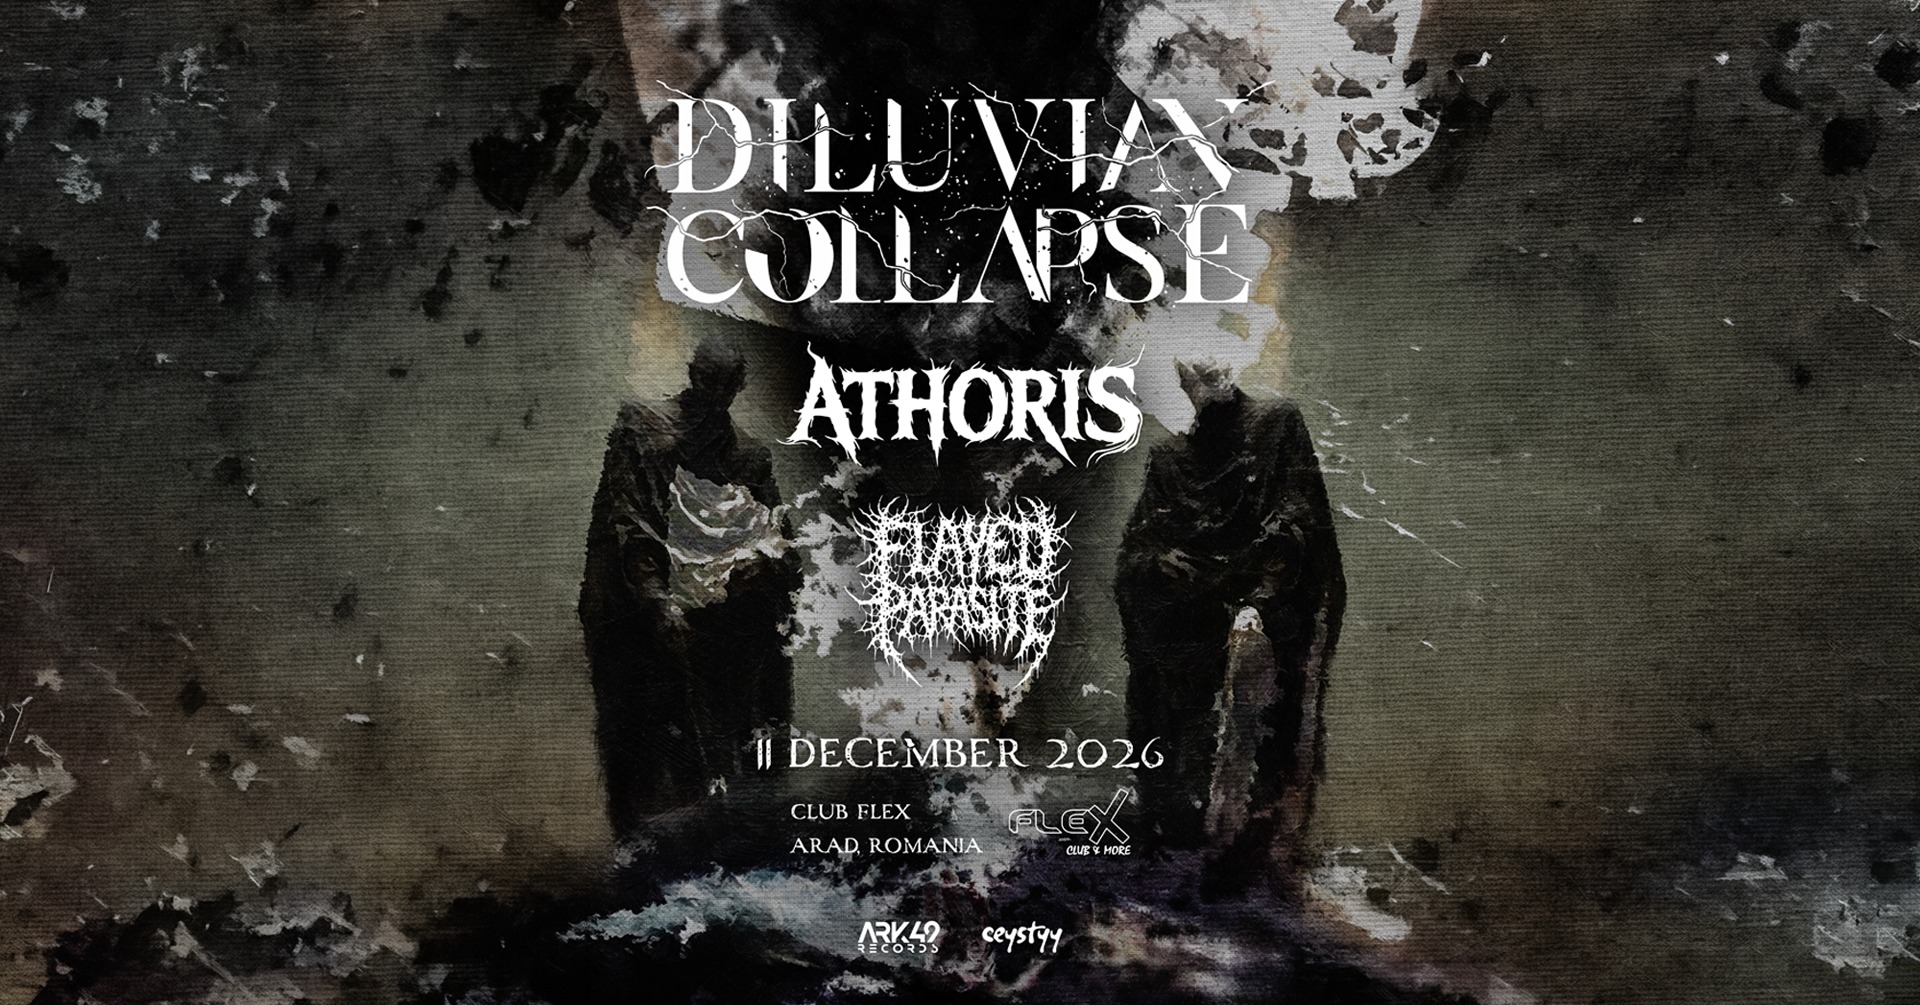 DILUVIAN
COLLAPSE
ATHORIS
FLAYED
PARASITE
11 DECEMBER 2026
CLUB FLEX
ARAD, ROMANIA
FLEX
CLUB & MORE
ARK49
RECORDS
ceystyy